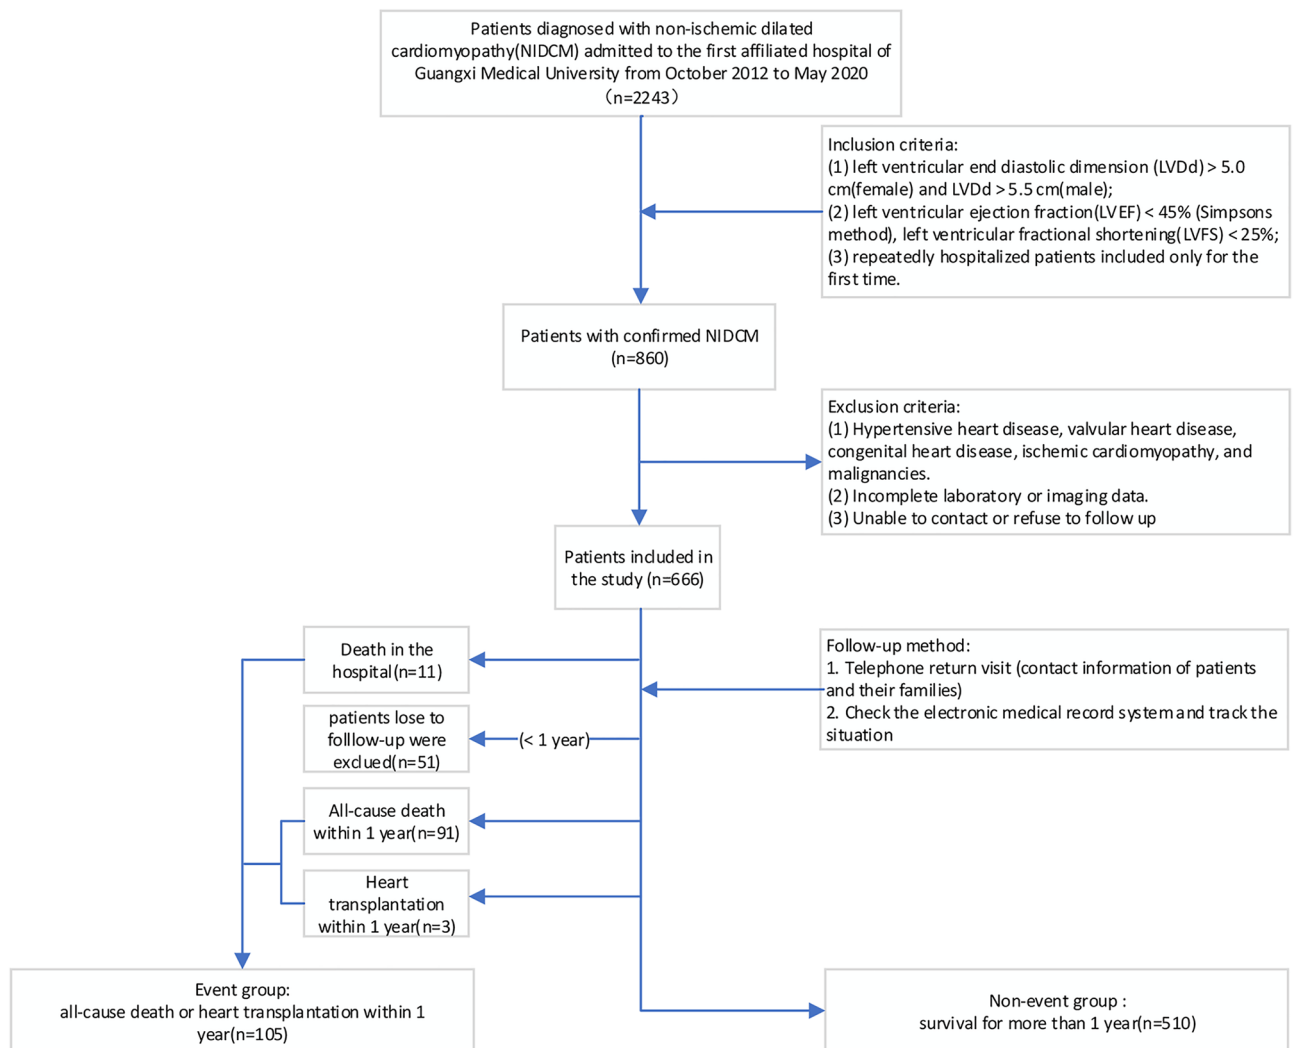 Patients diagnosed with non-ischemic dilated
cardiomyopathy(NIDCM) admitted to the first affiliated hospital of
Guangxi Medical University from October 2012 to May 2020
（n=2243）
Inclusion criteria:
(1) left ventricular end diastolic dimension (LVDd) > 5.0
cm(female) and LVDd > 5.5 cm(male);
(2) left ventricular ejection fraction(LVEF) < 45% (Simpsons
method), left ventricular fractional shortening(LVFS) < 25%;
(3) repeatedly hospitalized patients included only for the
first time.
Patients with confirmed NIDCM
(n=860)
Exclusion criteria:
(1) Hypertensive heart disease, valvular heart disease,
congenital heart disease, ischemic cardiomyopathy, and
malignancies.
(2) Incomplete laboratory or imaging data.
(3) Unable to contact or refuse to follow up
Patients included in
the study (n=666)
Death in the
hospital(n=11)
Follow-up method:
1. Telephone return visit (contact information of patients
and their families)
2. Check the electronic medical record system and track the
situation
patients lose to
folllow-up were
exclued(n=51)
(< 1 year)
All-cause death
within 1 year(n=91)
Heart
transplantation
within 1 year(n=3)
Event group:
all-cause death or heart transplantation within 1
year(n=105)
Non-event group :
survival for more than 1 year(n=510)